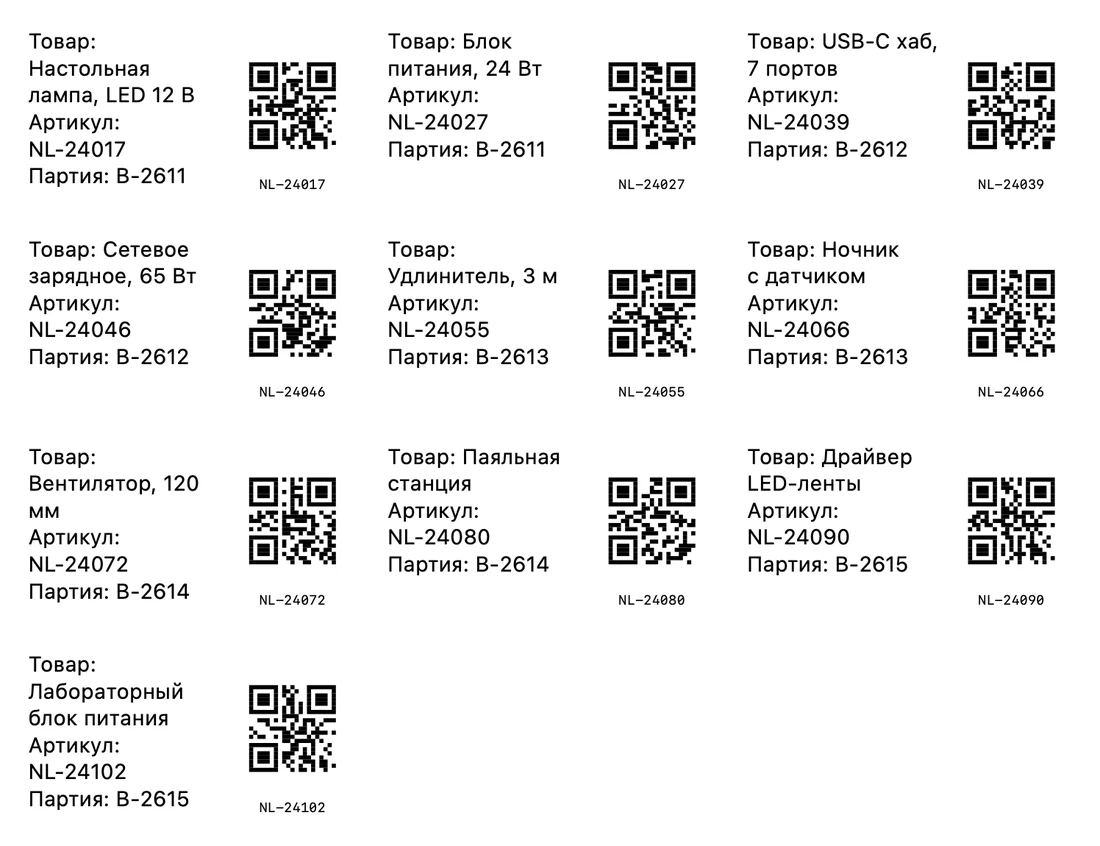 Товар:
Настольная
лампа, LED 12 В
Артикул:
NL-24017
Партия: B-2611
NL-24017
Товар: Блок
питания, 24 Вт
Артикул:
NL-24027
Партия: B-2611
NL-24027
Товар: USB-C хаб,
7 портов
Артикул:
NL-24039
Партия: B-2612
NL-24039
Товар: Сетевое
зарядное, 65 Вт
Артикул:
NL-24046
Партия: B-2612
NL-24046
Товар:
Удлинитель, 3 м
Артикул:
NL-24055
Партия: B-2613
NL-24055
Товар: Ночник
с датчиком
Артикул:
NL-24066
Партия: B-2613
NL-24066
Товар:
Вентилятор, 120
мм
Артикул:
NL-24072
Партия: B-2614
NL-24072
Товар: Паяльная
станция
Артикул:
NL-24080
Партия: B-2614
NL-24080
Товар: Драйвер
LED-ленты
Артикул:
NL-24090
Партия: B-2615
NL-24090
Товар:
Лабораторный
блок питания
Артикул:
NL-24102
Партия: B-2615
NL-24102